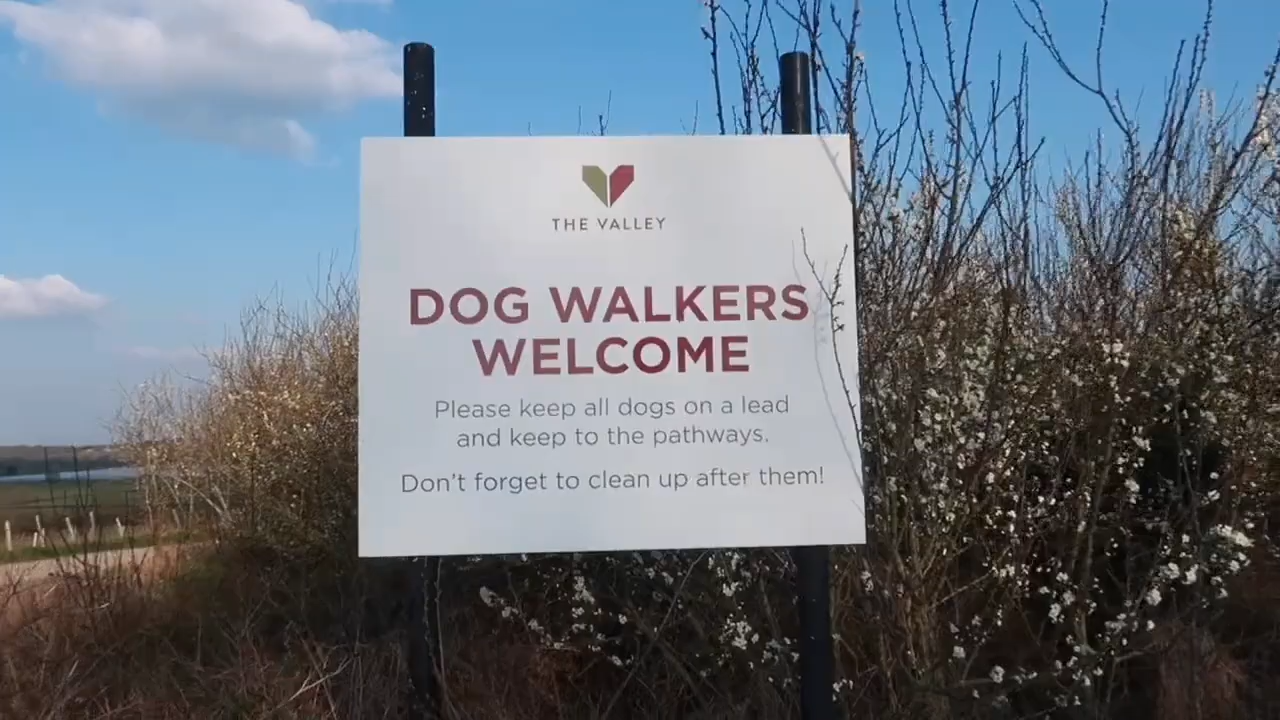 THE VALLEY
DOG WALKERS
WELCOME
Please keep all dogs on a lead
and keep to the pathways.
Don't forget to clean up after them!